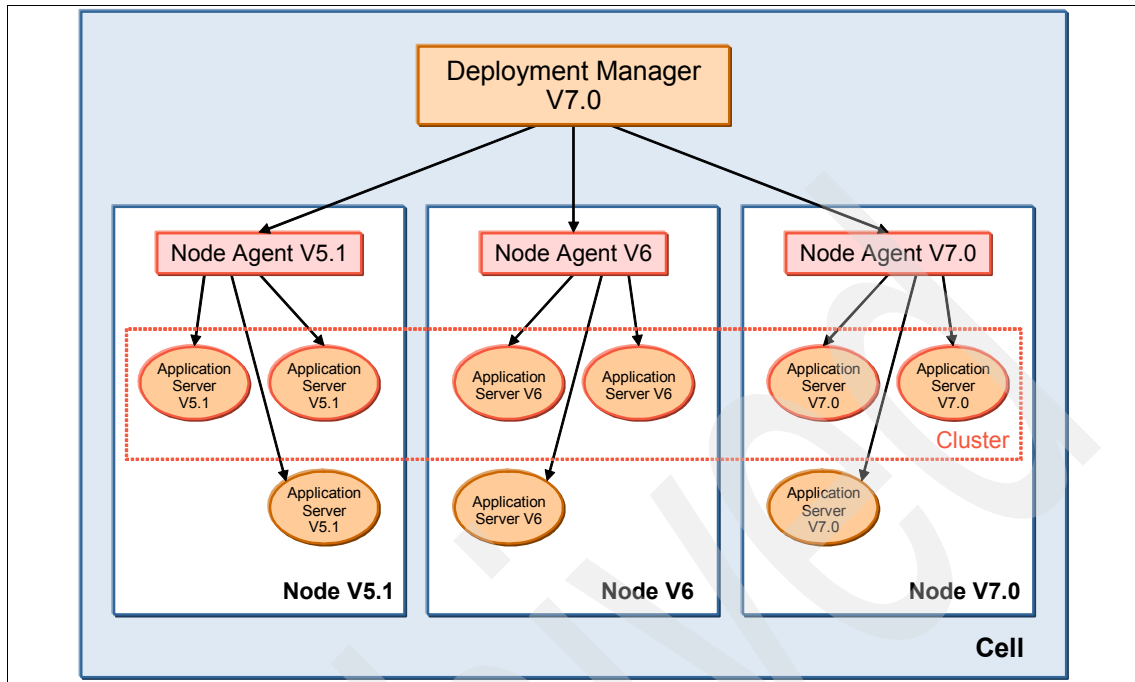 Deployment Manager
V7.0
Node Agent V5.1
Node Agent V6
Node Agent V7.0
Application
Server
V5.1
Application
Server
V5.1
Application
Server V6
Application
Server V6
Application
Server
V7.0
Application
Server
V7.0
Cluster
Application
Server
V5.1
Application
Server V6
Application
Server
V7.0
Node V5.1
Node V6
Node V7.0
Cell